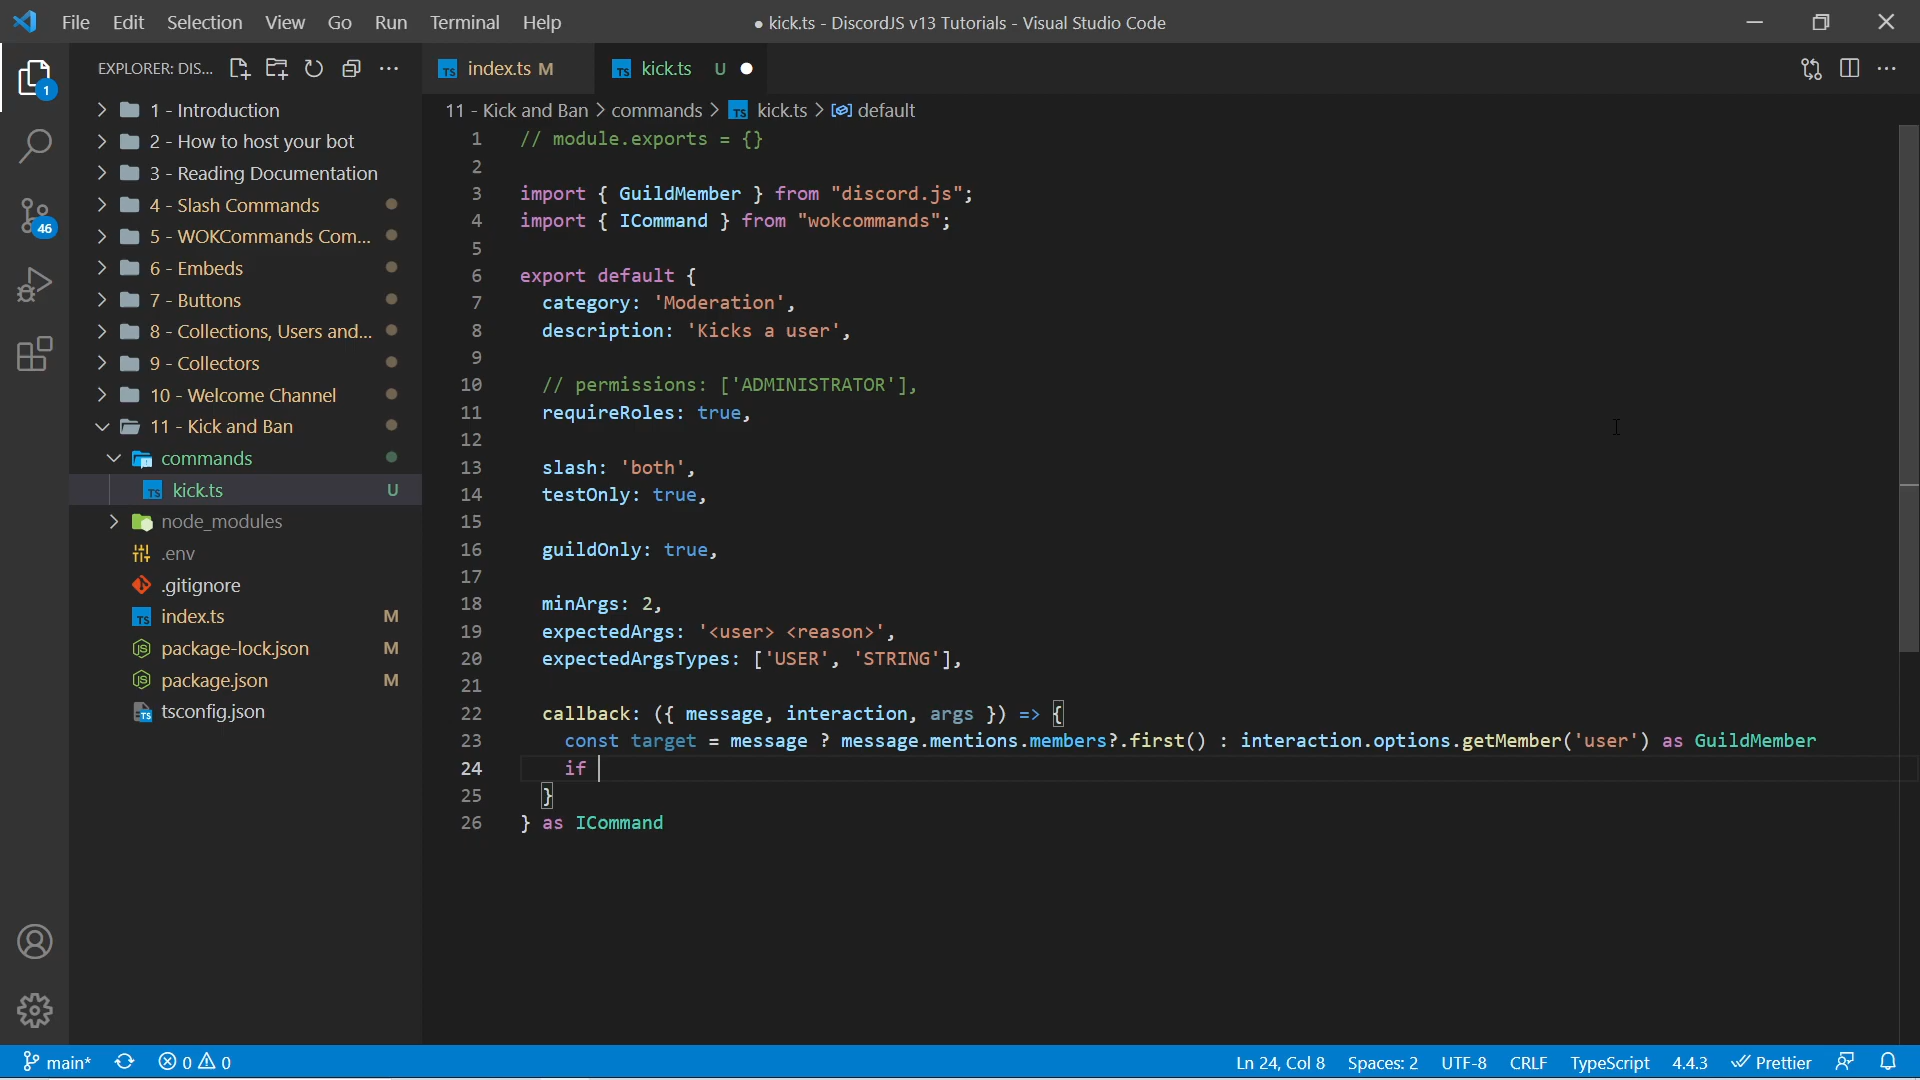 File Edit Selection View Go Run Terminal Help
● kick.ts - DiscordJS v13 Tutorials - Visual Studio Code
EXPLORER: DIS...
index.ts M
kick.ts U
11 - Kick and Ban > commands > kick.ts > default
1
46
1 - Introduction
2 - How to host your bot
3 - Reading Documentation
4 - Slash Commands
5 - WOKCommands Com...
6 - Embeds
7 - Buttons
8 - Collections, Users and...
9 - Collectors
10 - Welcome Channel
11 - Kick and Ban
commands
kick.ts U
node_modules
.env
.gitignore
index.ts M
package-lock.json M
package.json M
tsconfig.json
1 // module.exports = {}
2
3 import { GuildMember } from "discord.js";
4 import { ICommand } from "wokcommands";
5
6 export default {
7 category: 'Moderation',
8 description: 'Kicks a user',
9
10 // permissions: ['ADMINISTRATOR'],
11 requireRoles: true,
12
13 slash: 'both',
14 testOnly: true,
15
16 guildOnly: true,
17
18 minArgs: 2,
19 expectedArgs: '<user> <reason>',
20 expectedArgsTypes: ['USER', 'STRING'],
21
22 callback: ({ message, interaction, args }) => {
23 const target = message ? message.mentions.members?.first() : interaction.options.getMember('user') as GuildMember
24 if
25 }
26 } as ICommand
main* 0 0 Ln 24, Col 8 Spaces: 2 UTF-8 CRLF TypeScript 4.4.3 Prettier